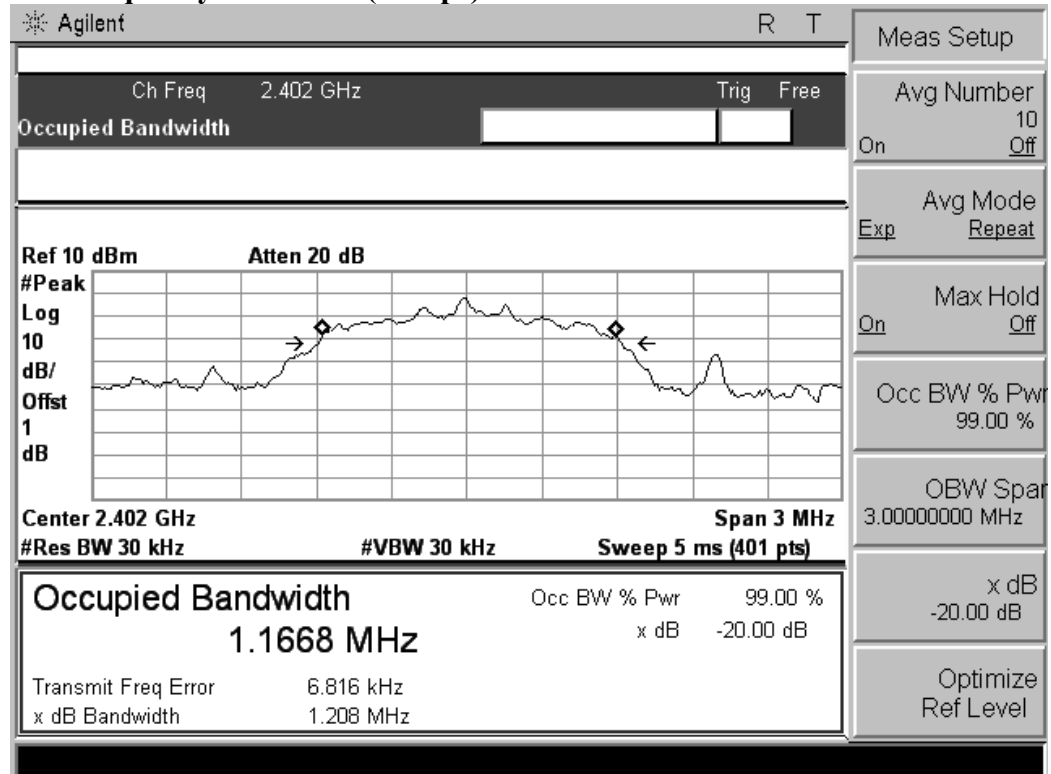 Agilent R T
Ch Freq 2.402 GHz Trig Free
Occupied Bandwidth
Ref 10 dBm Atten 20 dB
#Peak
Log
10
dB/
Offst
1
dB
Center 2.402 GHz Span 3 MHz
#Res BW 30 kHz #VBW 30 kHz Sweep 5 ms (401 pts)
Occupied Bandwidth
1.1668 MHz
Occ BW % Pwr 99.00 %
x dB -20.00 dB
Transmit Freq Error 6.816 kHz
x dB Bandwidth 1.208 MHz
Meas Setup
Avg Number
10
On Off
Avg Mode
Exp Repeat
Max Hold
On Off
Occ BW % Pwr
99.00 %
OBW Span
3.00000000 MHz
x dB
-20.00 dB
Optimize
Ref Level